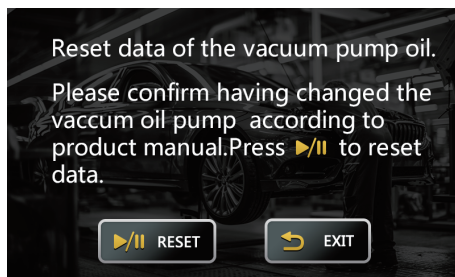 Reset data of the vacuum pump oil.
Please confirm having changed the
vaccum oil pump according to
product manual.Press ▶/II to reset
data.
▶/II RESET
EXIT